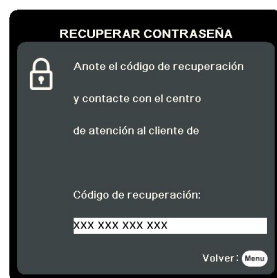 RECUPERAR CONTRASEÑA
Anote el código de recuperación
y contacte con el centro
de atención al cliente de
Código de recuperación:
XXX XXX XXX XXX
Volver: Menu